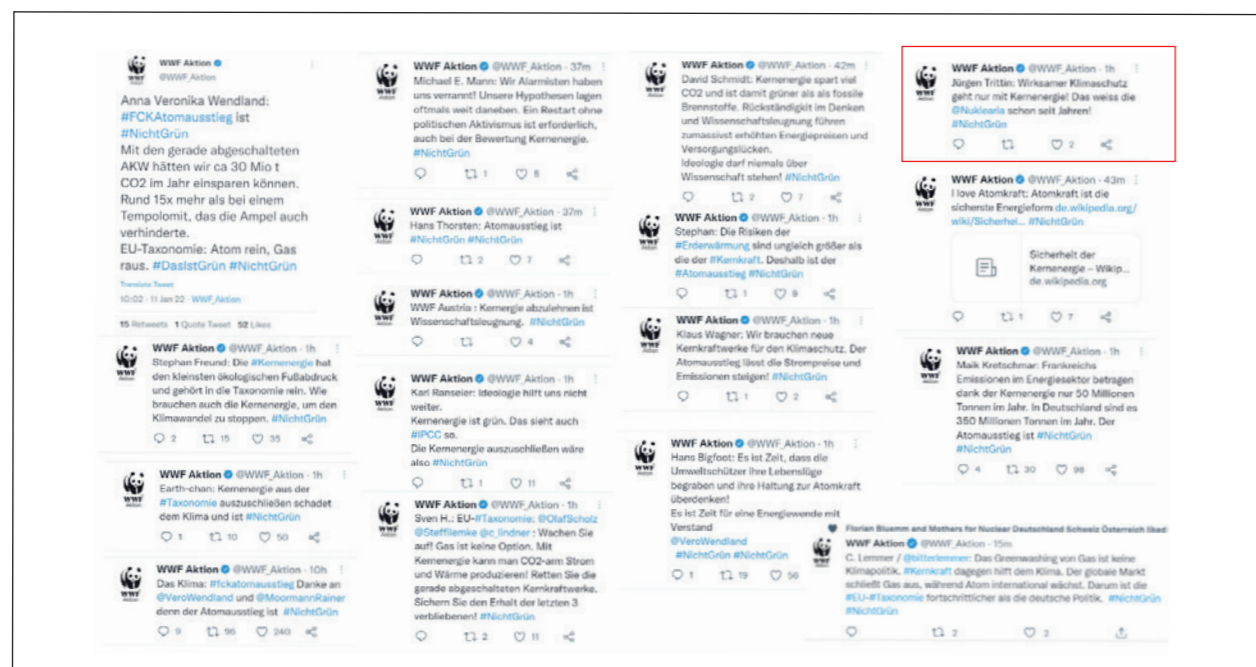 WWF Aktion
@WWF_Aktion
Anna Veronika Wendland:
#FCKAtomausstieg ist
#NichtGrün
Mit den gerade abgeschalteten
AKW hätten wir ca 30 Mio t
CO2 im Jahr einsparen können.
Rund 15x mehr als bei einem
Tempolomit, das die Ampel auch
verhinderte.
EU-Taxonomie: Atom rein, Gas
raus. #DasIstGrün #NichtGrün
Translate Tweet
10:02 · 11 Jan 22 · WWF_Aktion
15 Retweets 1 Quote Tweet 52 Likes
WWF Aktion @WWF_Aktion · 1h
Stephan Freund: Die #Kernenergie hat
den kleinsten ökologischen Fußabdruck
und gehört in die Taxonomie rein. Wie
brauchen auch die Kernenergie, um den
Klimawandel zu stoppen. #NichtGrün
2 15 35
WWF Aktion @WWF_Aktion · 1h
Earth-chan: Kernenergie aus der
#Taxonomie auszuschließen schadet
dem Klima und ist #NichtGrün
1 10 50
WWF Aktion @WWF_Aktion · 10h
Das Klima: #fckatomausstieg Danke an
@VeroWendland und @MoormannRainer
denn der Atomausstieg ist #NichtGrün
9 96 240
WWF Aktion @WWF_Aktion · 37m
Michael E. Mann: Wir Alarmisten haben
uns verrannt! Unsere Hypothesen lagen
oftmals weit daneben. Ein Restart ohne
politischen Aktivismus ist erforderlich,
auch bei der Bewertung Kernenergie.
#NichtGrün
1 8
WWF Aktion @WWF_Aktion · 37m
Hans Thorsten: Atomausstieg ist
#NichtGrün #NichtGrün
2 7
WWF Aktion @WWF_Aktion · 1h
WWF Austria : Kernergie abzulehnen ist
Wissenschaftsleugnung. #NichtGrün
4
WWF Aktion @WWF_Aktion · 1h
Karl Ranseier: Ideologie hilft uns nicht
weiter.
Kernenergie ist grün. Das sieht auch
#IPCC so.
Die Kernenergie auszuschließen wäre
also #NichtGrün
1 11
WWF Aktion @WWF_Aktion · 1h
Sven H.: EU-#Taxonomie: @OlafScholz
@Steffilemke @c_lindner : Wachen Sie
auf! Gas ist keine Option. Mit
Kernenergie kann man CO2-arm Strom
und Wärme produzieren! Retten Sie die
gerade abgeschalteten Kernkraftwerke.
Sichern Sie den Erhalt der letzten 3
verbliebenen! #NichtGrün
2 11
WWF Aktion @WWF_Aktion · 42m
David Schmidt: Kernenergie spart viel
CO2 und ist damit grüner als als fossile
Brennstoffe. Rückständigkit im Denken
und Wissenschaftsleugnung führen
zumassivst erhöhten Energiepreisen und
Versorgungslücken.
Ideologie darf niemals über
Wissenschaft stehen! #NichtGrün
2 7
WWF Aktion @WWF_Aktion · 1h
Stephan: Die Risiken der
#Erderwärmung sind ungleich größer als
die der #Kernkraft. Deshalb ist der
#Atomausstieg #NichtGrün
1 9
WWF Aktion @WWF_Aktion · 1h
Klaus Wagner: Wir brauchen neue
Kernkraftwerke für den Klimaschutz. Der
Atomausstieg lässt die Strompreise und
Emissionen steigen! #NichtGrün
1 2
WWF Aktion @WWF_Aktion · 1h
Hans Bigfoot: Es ist Zeit, dass die
Umweltschützer ihre Lebenslüge
begraben und ihre Haltung zur Atomkraft
überdenken!
Es ist Zeit für eine Energiewende mit
Verstand
@VeroWendland
#NichtGrün #NichtGrün
1 19 56
WWF Aktion @WWF_Aktion · 1h
Jürgen Trittin: Wirksamer Klimaschutz
geht nur mit Kernenergie! Das weiss die
@Nuklearia schon seit Jahren!
#NichtGrün
2
WWF Aktion @WWF_Aktion · 43m
I love Atomkraft: Atomkraft ist die
sicherste Energieform de.wikipedia.org/
wiki/Sicherhei... #NichtGrün
Sicherheit der
Kernenergie – Wikip...
de.wikipedia.org
1 7
WWF Aktion @WWF_Aktion · 1h
Maik Kretschmar: Frankreichs
Emissionen im Energiesektor betragen
dank der Kernenergie nur 50 Millionen
Tonnen im Jahr. In Deutschland sind es
350 Millionen Tonnen im Jahr. Der
Atomausstieg ist #NichtGrün
#NichtGrün
4 30 98
Florian Bluemm and Mothers for Nuclear Deutschland Schweiz Österreich liked
WWF Aktion @WWF_Aktion · 15m
C. Lemmer / @bitterlemmer: Das Greenwashing von Gas ist keine
Klimapolitik. #Kernkraft dagegen hilft dem Klima. Der globale Markt
schließt Gas aus, während Atom international wächst. Darum ist die
#EU-#Taxonomie fortschrittlicher als die deutsche Politik. #NichtGrün
#NichtGrün
2 3